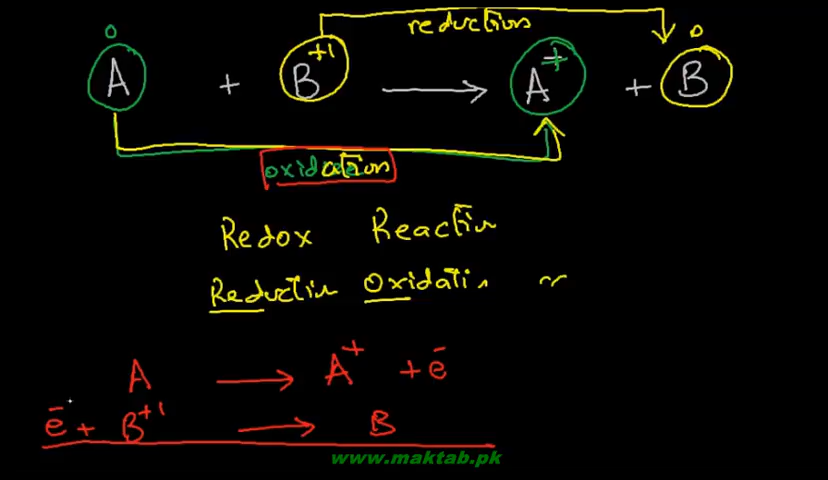 reduction
0 0
A + B+1 ⟶ A+ + B
oxidation
Redox Reaction
Reduction Oxidation "
A ⟶ A+ + ē
ē + B+1 ⟶ B
www.maktab.pk